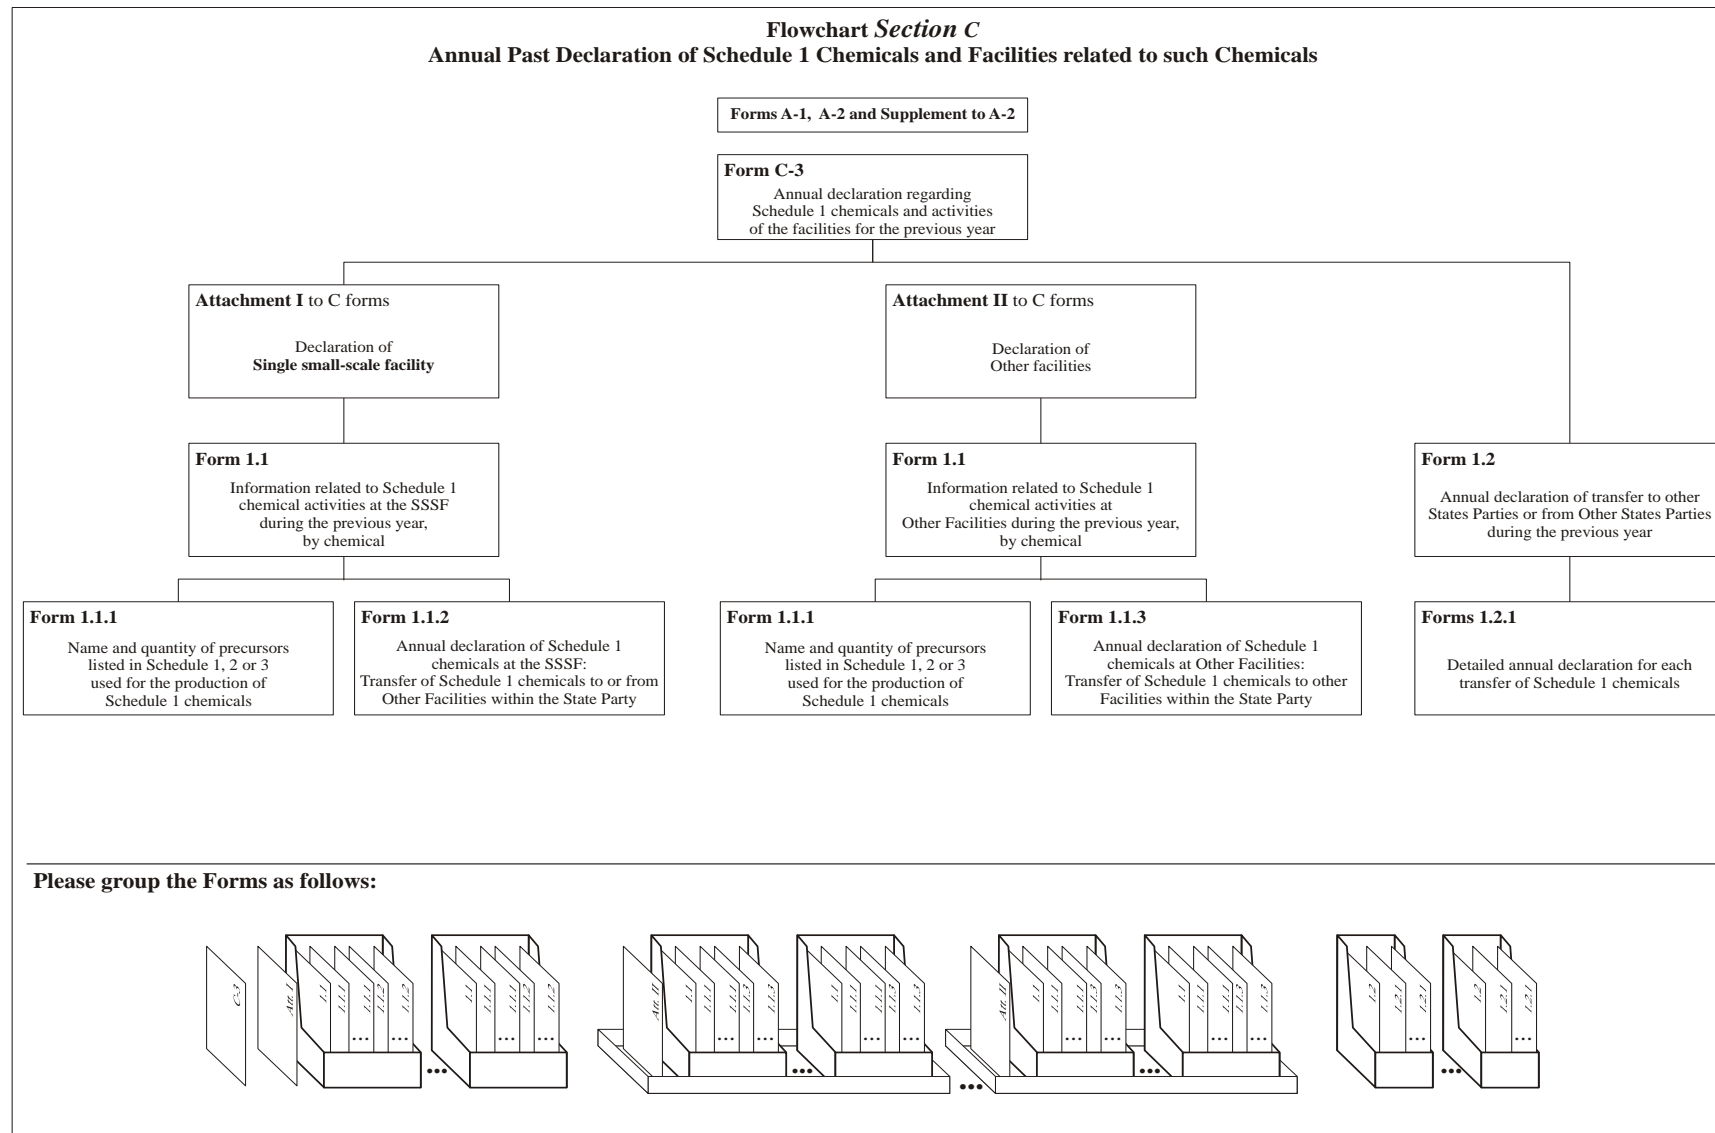 Flowchart Section C
Annual Past Declaration of Schedule 1 Chemicals and Facilities related to such Chemicals
Forms A-1, A-2 and Supplement to A-2
Form C-3
Annual declaration regarding
Schedule 1 chemicals and activities
of the facilities for the previous year
Attachment I to C forms
Declaration of
Single small-scale facility
Attachment II to C forms
Declaration of
Other facilities
Form 1.1
Information related to Schedule 1
chemical activities at the SSSF
during the previous year,
by chemical
Form 1.1
Information related to Schedule 1
chemical activities at
Other Facilities during the previous year,
by chemical
Form 1.2
Annual declaration of transfer to other
States Parties or from Other States Parties
during the previous year
Form 1.1.1
Name and quantity of precursors
listed in Schedule 1, 2 or 3
used for the production of
Schedule 1 chemicals
Form 1.1.2
Annual declaration of Schedule 1
chemicals at the SSSF:
Transfer of Schedule 1 chemicals to or from
Other Facilities within the State Party
Form 1.1.1
Name and quantity of precursors
listed in Schedule 1, 2 or 3
used for the production of
Schedule 1 chemicals
Form 1.1.3
Annual declaration of Schedule 1
chemicals at Other Facilities:
Transfer of Schedule 1 chemicals to other
Facilities within the State Party
Forms 1.2.1
Detailed annual declaration for each
transfer of Schedule 1 chemicals
Please group the Forms as follows:
C-3
Att. I
1.1
1.1.1
...
1.1.1
1.1.2
...
1.1.2
...
1.1
1.1.1
...
1.1.1
1.1.2
...
1.1.2
Att. II
1.1
1.1.1
...
1.1.1
1.1.3
...
1.1.3
...
1.1
1.1.1
...
1.1.1
1.1.3
...
1.1.3
...
Att. II
1.1
1.1.1
...
1.1.1
1.1.3
...
1.1.3
...
1.1
1.1.1
...
1.1.1
1.1.3
...
1.1.3
1.2
1.2.1
...
1.2.1
...
1.2
1.2.1
...
1.2.1